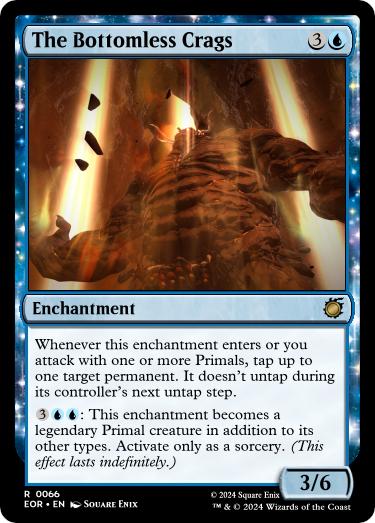 The Bottomless Crags 3
Enchantment
Whenever this enchantment enters or you
attack with one or more Primals, tap up to
one target permanent. It doesn't untap during
its controller's next untap step.
3: This enchantment becomes a
legendary Primal creature in addition to its
other types. Activate only as a sorcery. (This
effect lasts indefinitely.)
3/6
R 0066
EOR • EN SQUARE ENIX
© 2024 Square Enix
™ & © 2024 Wizards of the Coast